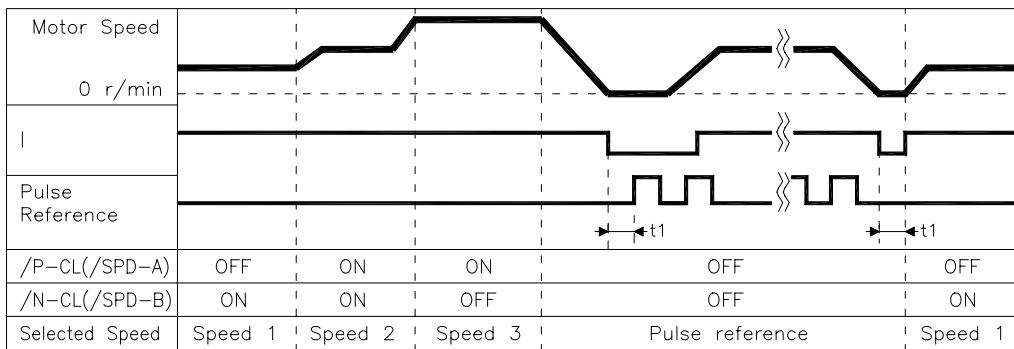 Motor Speed
0 r/min
I
Pulse
Reference
t1 t1
/P-CL(/SPD-A) OFF ON ON OFF OFF
/N-CL(/SPD-B) ON ON OFF OFF ON
Selected Speed Speed 1 Speed 2 Speed 3 Pulse reference Speed 1